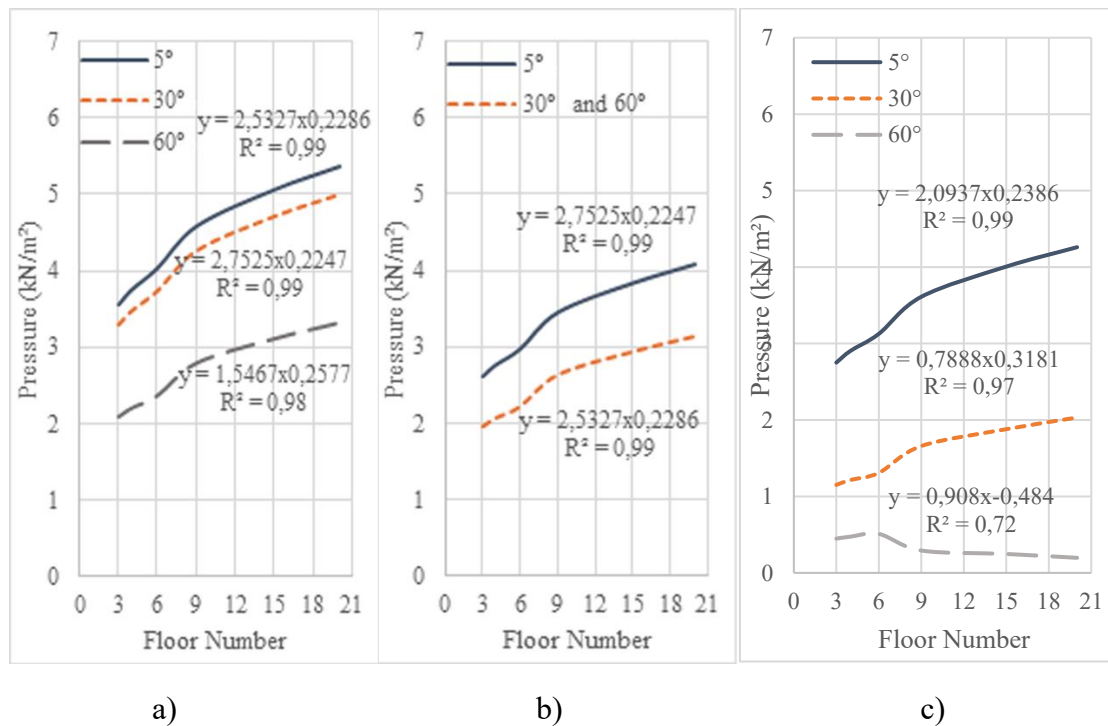 7
6
5
4
3
2
1
0
Pressure (kN/m²)
5º
30º
60º
y = 2,5327x0,2286
R² = 0,99
y = 2,7525x0,2247
R² = 0,99
y = 1,5467x0,2577
R² = 0,98
0 3 6 9 12 15 18 21
Floor Number
7
6
5
4
3
2
1
0
Pressure (kN/m²)
5º
30º and 60º
y = 2,7525x0,2247
R² = 0,99
y = 2,5327x0,2286
R² = 0,99
0 3 6 9 12 15 18 21
Floor Number
7
6
5
4
3
2
1
0
Pressure (kN/m²)
5°
30°
60°
y = 2,0937x0,2386
R² = 0,99
y = 0,7888x0,3181
R² = 0,97
y = 0,908x-0,484
R² = 0,72
0 3 6 9 12 15 18 21
Floor Number
a) b) c)